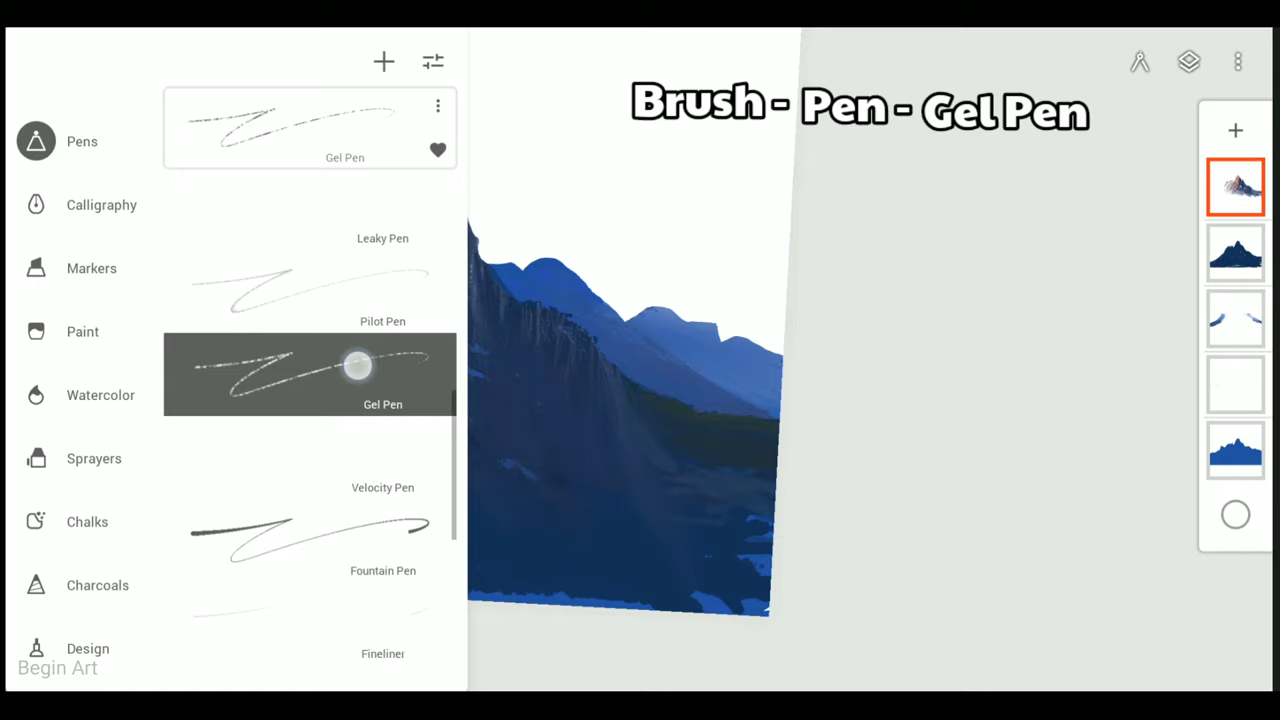 Brush - Pen - Gel Pen
Gel Pen
Pens
Calligraphy
Markers
Paint
Watercolor
Sprayers
Chalks
Charcoals
Design
Leaky Pen
Pilot Pen
Gel Pen
Velocity Pen
Fountain Pen
Fineliner
Begin Art